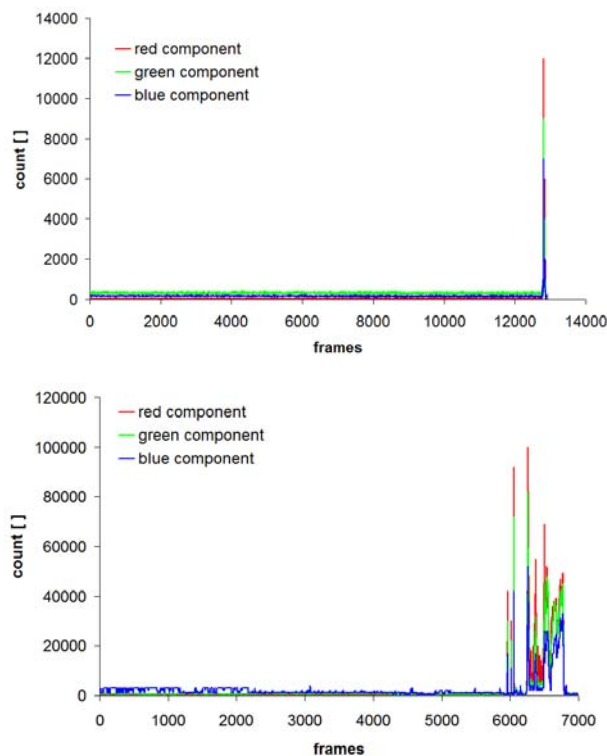 14000
12000
10000
8000
6000
4000
2000
0
count [ ]
red component
green component
blue component
0 2000 4000 6000 8000 10000 12000 14000
frames
120000
100000
80000
60000
40000
20000
0
count [ ]
red component
green component
blue component
0 1000 2000 3000 4000 5000 6000 7000
frames